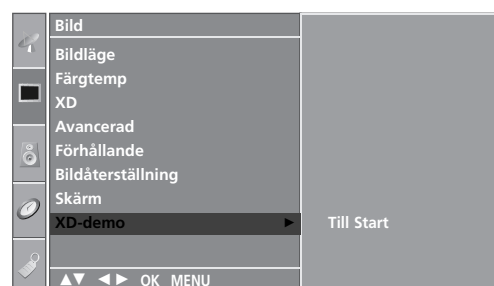 Bild
Bildläge
Färgtemp
XD
Avancerad
Förhållande
Bildåterställning
Skärm
XD-demo ► Till Start
▲▼ ◄► OK MENU